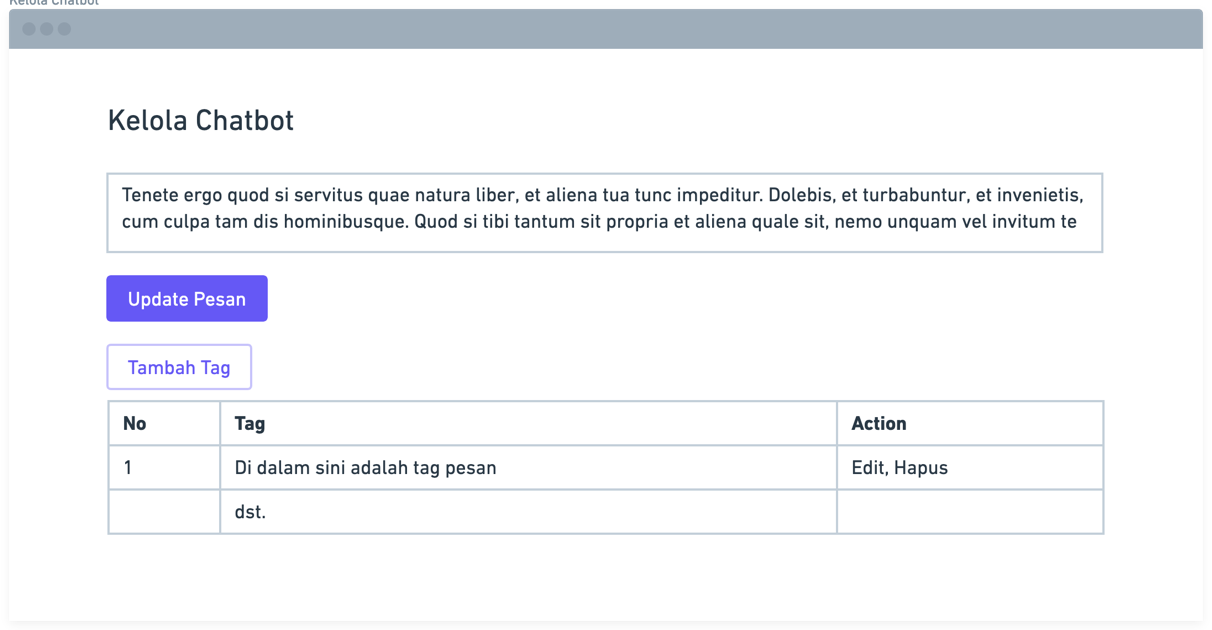 Kelola Chatbot
Kelola Chatbot
Tenete ergo quod si servitus quae natura liber, et aliena tua tunc impeditur. Dolebis, et turbabuntur, et invenietis,
cum culpa tam dis hominibusque. Quod si tibi tantum sit propria et aliena quale sit, nemo unquam vel invitum te
Update Pesan
Tambah Tag
No Tag Action
1 Di dalam sini adalah tag pesan Edit, Hapus
dst.